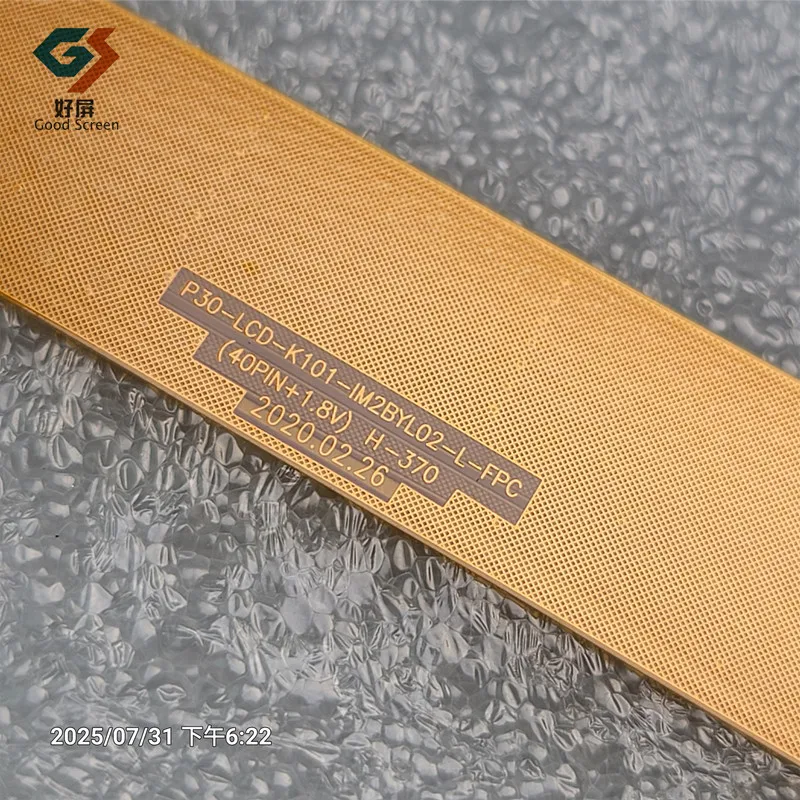 好屏
Good Screen
P30-LCD-K101-IM2BYL02-L-FPC
(40PIN+1.8V) H-370
2020.02.26
2025/07/31 下午6:22